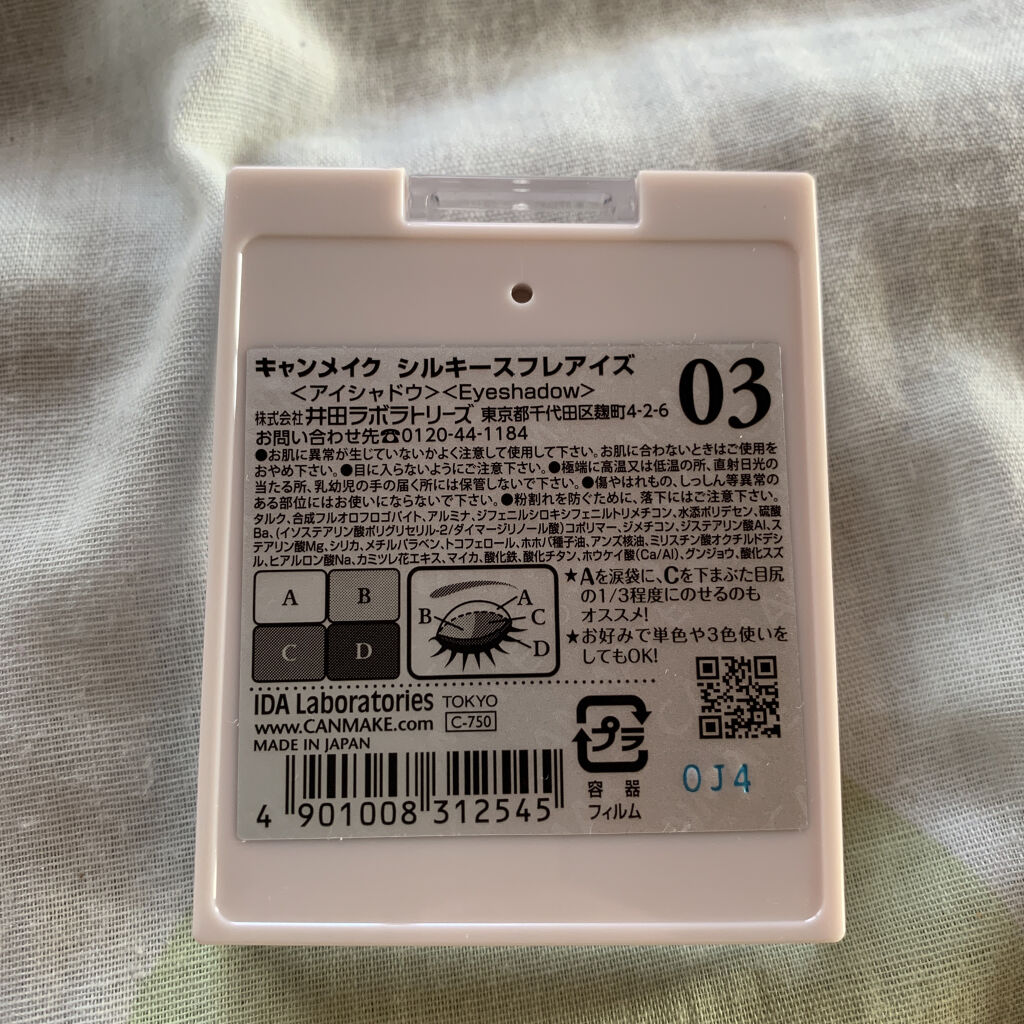 キャンメイク シルキースフレアイズ
<アイシャドウ><Eyeshadow>
03
株式会社井田ラボラトリーズ 東京都千代田区麹町4-2-6
お問い合わせ先☎0120-44-1184
●お肌に異常が生じていないかよく注意して使用して下さい。お肌に合わないときはご使用を
おやめ下さい。●目に入らないようにご注意下さい。●極端に高温又は低温の所、直射日光の
当たる所、乳幼児の手の届く所には保管しないで下さい。●傷やはれもの、しっしん等異常の
ある部位にはお使いにならないで下さい。●粉割れを防ぐために、落下にはご注意下さい。
タルク、合成フルオロフロゴパイト、アルミナ、ジフェニルシロキシフェニルトリメチコン、水添ポリデセン、硫酸
Ba、(イソステアリン酸ポリグリセリル-2/ダイマージリノール酸)コポリマー、ジメチコン、ジステアリン酸Al、ス
テアリン酸Mg、シリカ、メチルパラベン、トコフェロール、ホホバ種子油、アンズ核油、ミリスチン酸オクチルドデシ
ル、ヒアルロン酸Na、カミツレ花エキス、マイカ、酸化鉄、酸化チタン、ホウケイ酸(Ca/Al)、グンジョウ、酸化スズ
A B
C D
A
B C
D
★Aを涙袋に、Cを下まぶた目尻
の1/3程度にのせるのも
オススメ!
★お好みで単色や3色使いを
してもOK!
IDA Laboratories TOKYO
www.CANMAKE.com C-750
MADE IN JAPAN
4 901008 312545
プラ
容器
フィルム
0J4